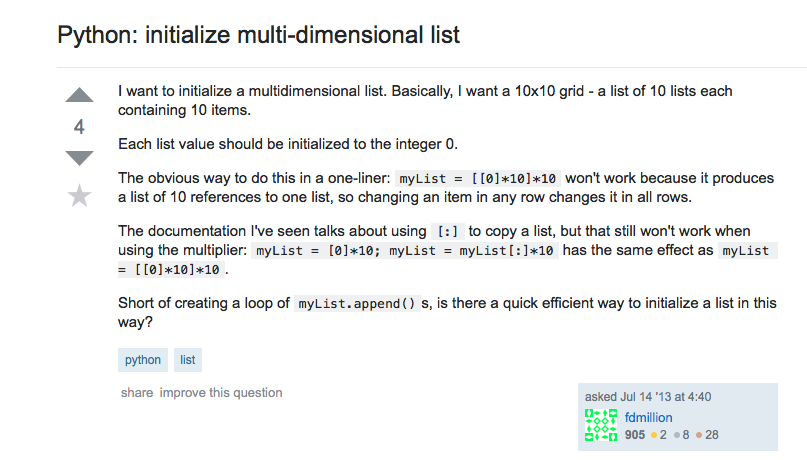 Python: initialize multi-dimensional list
I want to initialize a multidimensional list. Basically, I want a 10x10 grid - a list of 10 lists each
containing 10 items.
4
Each list value should be initialized to the integer 0.
The obvious way to do this in a one-liner: myList = [[0]*10]*10 won't work because it produces
a list of 10 references to one list, so changing an item in any row changes it in all rows.
The documentation I've seen talks about using [:] to copy a list, but that still won't work when
using the multiplier: myList = [0]*10; myList = myList[:]*10 has the same effect as myList
= [[0]*10]*10 .
Short of creating a loop of myList.append() s, is there a quick efficient way to initialize a list in this
way?
python list
share improve this question
asked Jul 14 '13 at 4:40
fdmillion
905 2 8 28